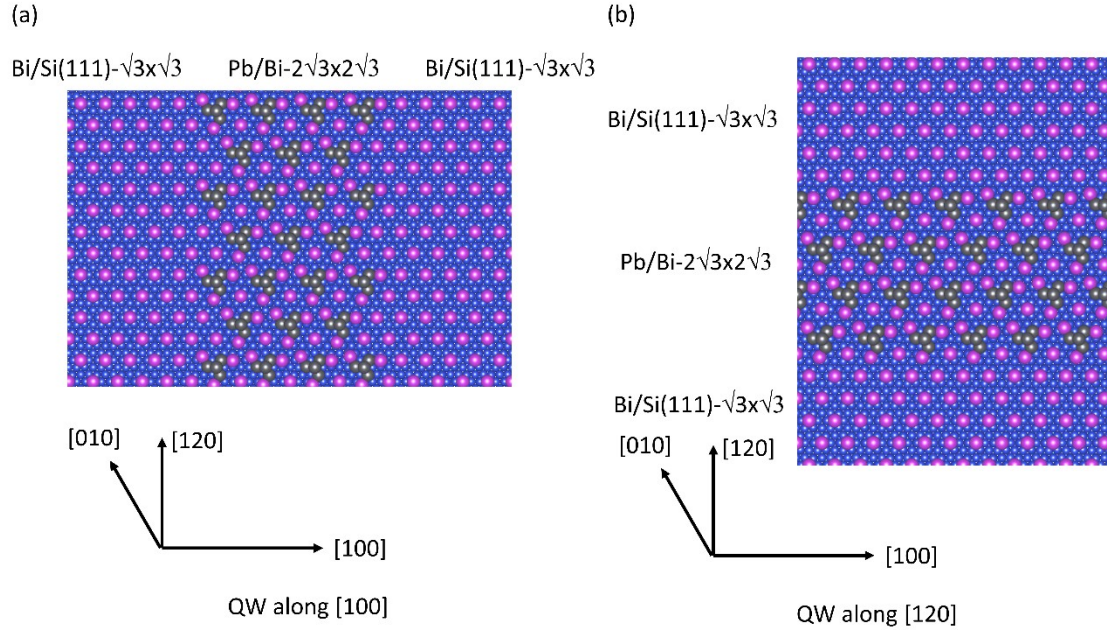 (a)
Bi/Si(111)-√3x√3 Pb/Bi-2√3x2√3 Bi/Si(111)-√3x√3
[010]
[120]
[100]
QW along [100]
(b)
Bi/Si(111)-√3x√3
Pb/Bi-2√3x2√3
Bi/Si(111)-√3x√3
[010]
[120]
[100]
QW along [120]